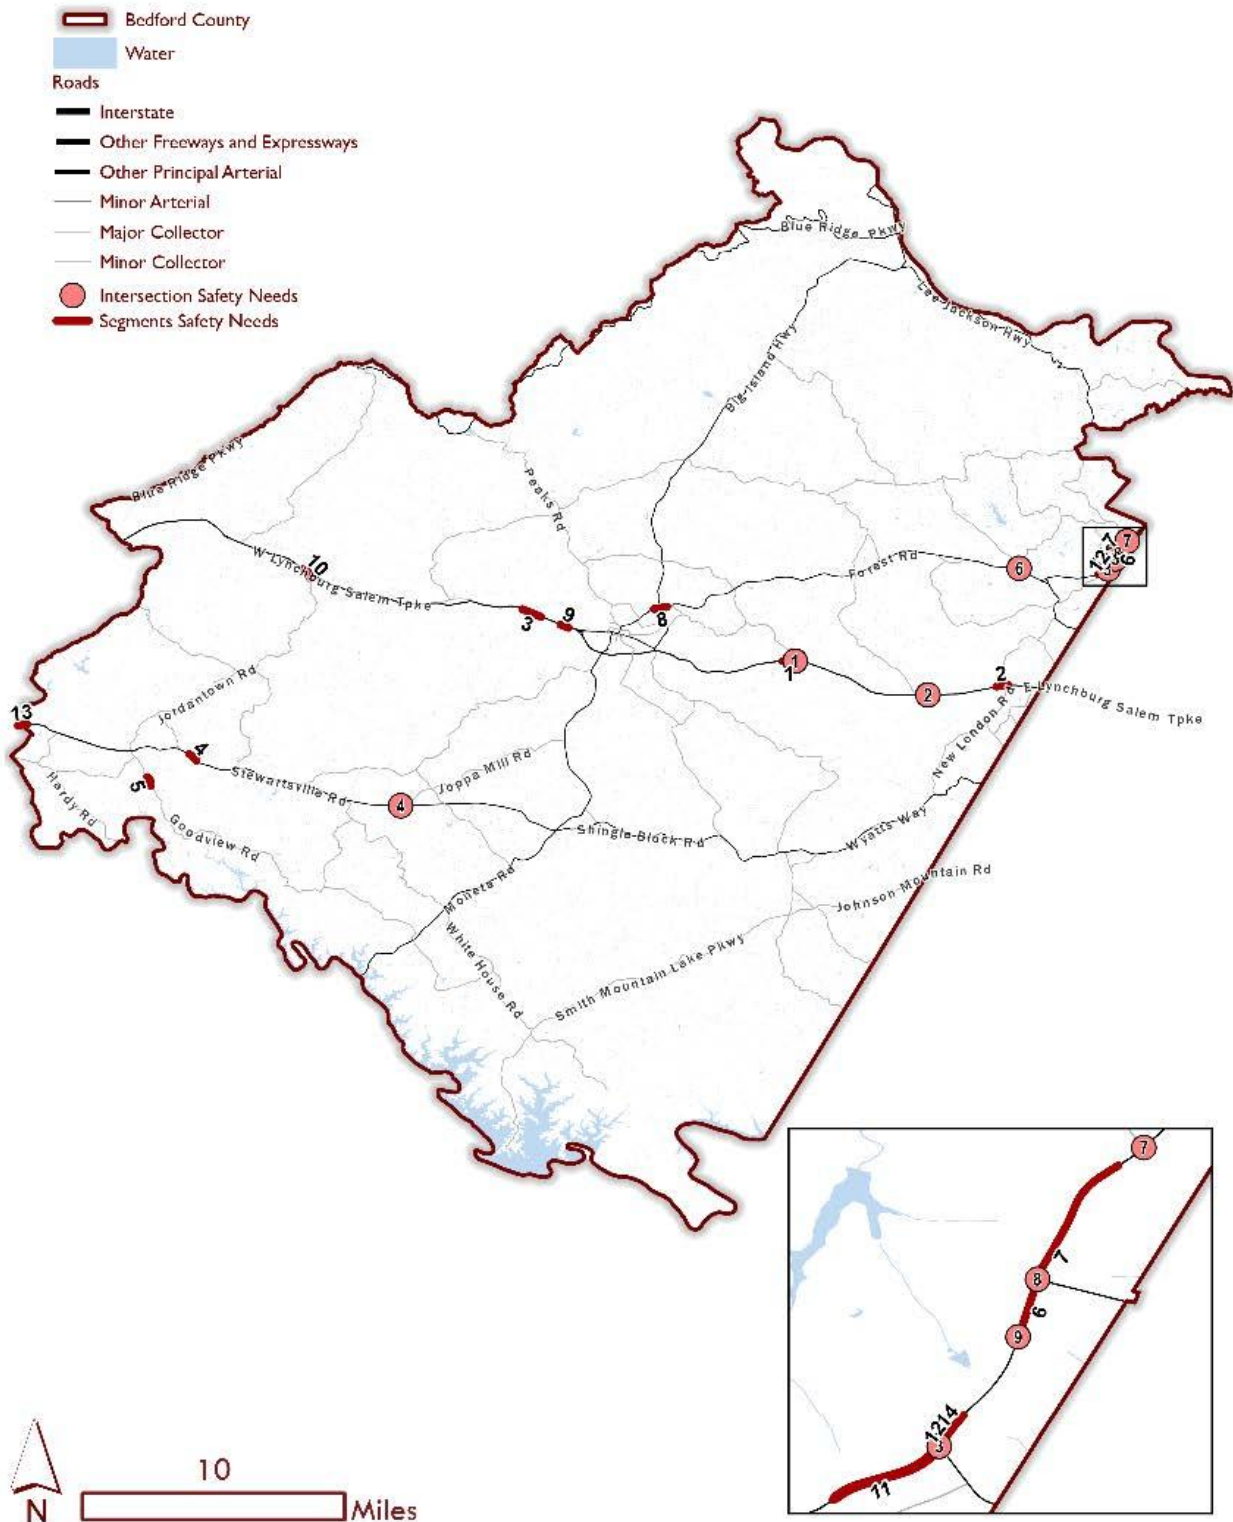 Bedford County
Water
Roads
Interstate
Other Freeways and Expressways
Other Principal Arterial
Minor Arterial
Major Collector
Minor Collector
Intersection Safety Needs
Segments Safety Needs
Blue Ridge Pkwy
Lee Jackson Hwy
Big Island Hwy
Blue Ridge Pkwy
Peaks Rd
W Lynchburg Salem Tpke
10
Forest Rd
6
7
7
12
6
3
9
8
1
1
2
2
E Lynchburg Salem Tpke
New London Rd
Jordantown Rd
13
4
5
Stewartsville Rd
Joppa Mill Rd
4
Hardy Rd
Goodview Rd
Shingle Block Rd
Wyatts Way
Moneta Rd
Johnson Mountain Rd
White House Rd
Smith Mountain Lake Pkwy
7
7
8
6
9
1214
3
11
10
Miles
N